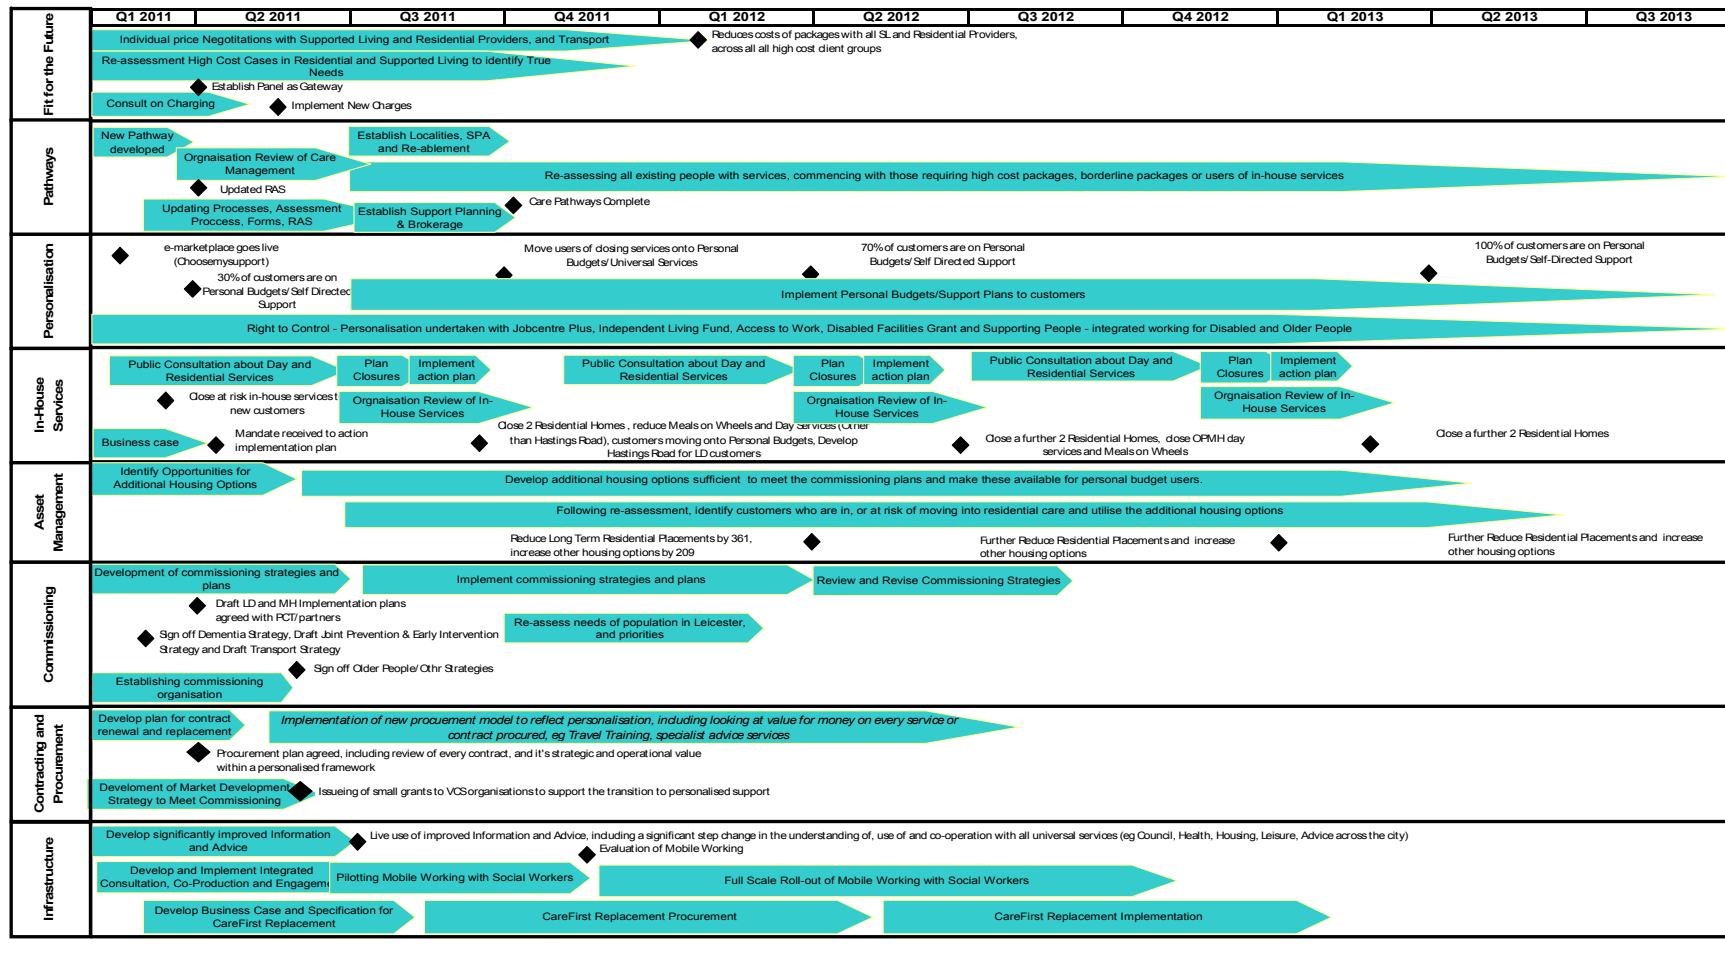 Q1 2011 Q2 2011 Q3 2011 Q4 2011 Q1 2012 Q2 2012 Q3 2012 Q4 2012 Q1 2013 Q2 2013 Q3 2013
Fit for the Future
Individual price Negotitations with Supported Living and Residential Providers, and Transport
Reduces costs of packages with all SL and Residential Providers,
across all all high cost client groups
Re-assessment High Cost Cases in Residential and Supported Living to identify True
Needs
Establish Panel as Gateway
Consult on Charging
Implement New Charges
Pathways
New Pathway
developed
Establish Localities, SPA
and Re-ablement
Orgnaisation Review of Care
Management
Re-assessing all existing people with services, commencing with those requiring high cost packages, borderline packages or users of in-house services
Updated RAS
Updating Processes, Assessment
Proccess, Forms, RAS
Establish Support Planning
& Brokerage
Care Pathways Complete
Personalisation
e-marketplace goes live
(Choosemysupport)
Move users of closing services onto Personal
Budgets/ Universal Services
70% of customers are on Personal
Budgets/ Self Directed Support
100% of customers are on Personal
Budgets/ Self-Directed Support
30% of customers are on
Personal Budgets/ Self Directed
Support
Implement Personal Budgets/Support Plans to customers
Right to Control - Personalisation undertaken with Jobcentre Plus, Independent Living Fund, Access to Work, Disabled Facilities Grant and Supporting People - integrated working for Disabled and Older People
In-House
Services
Public Consultation about Day and
Residential Services
Plan
Closures
Implement
action plan
Public Consultation about Day and
Residential Services
Plan
Closures
Implement
action plan
Public Consultation about Day and
Residential Services
Plan
Closures
Implement
action plan
Close at risk in-house services t
new customers
Orgnaisation Review of In-
House Services
Orgnaisation Review of In-
House Services
Orgnaisation Review of In-
House Services
Business case
Mandate received to action
implementation plan
Close 2 Residential Homes , reduce Meals on Wheels and Day Services (Other
than Hastings Road), customers moving onto Personal Budgets, Develop
Hastings Road for LD customers
Close a further 2 Residential Homes, close OPMH day
services and Meals on Wheels
Close a further 2 Residential Homes
Asset
Management
Identify Opportunities for
Additional Housing Options
Develop additional housing options sufficient to meet the commissioning plans and make these available for personal budget users.
Following re-assessment, identify customers who are in, or at risk of moving into residential care and utilise the additional housing options
Reduce Long Term Residential Placements by 361,
increase other housing options by 209
Further Reduce Residential Placements and increase
other housing options
Further Reduce Residential Placements and increase
other housing options
Commissioning
Development of commissioning strategies and
plans
Implement commissioning strategies and plans
Review and Revise Commissioning Strategies
Draft LD and MH Implementation plans
agreed with PCT/ partners
Re-assess needs of population in Leicester,
and priorities
Sign off Dementia Strategy, Draft Joint Prevention & Early Intervention
Strategy and Draft Transport Strategy
Sign off Older People/ Othr Strategies
Establishing commissioning
organisation
Contracting and
Procurement
Develop plan for contract
renewal and replacement
Implementation of new procuement model to reflect personalisation, including looking at value for money on every service or
contract procured, eg Travel Training, specialist advice services
Procurement plan agreed, including review of every contract, and it's strategic and operational value
within a personalised framework
Develoment of Market Development
Strategy to Meet Commissioning
Issueing of small grants to VCS organisations to support the transition to personalised support
Infrastructure
Develop significantly improved Information
and Advice
Live use of improved Information and Advice, including a significant step change in the understanding of, use of and co-operation with all universal services (eg Council, Health, Housing, Leisure, Advice across the city)
Evaluation of Mobile Working
Develop and Implement Integrated
Consultation, Co-Production and Engageme
Pilotting Mobile Working with Social Workers
Full Scale Roll-out of Mobile Working with Social Workers
Develop Business Case and Specification for
CareFirst Replacement
CareFirst Replacement Procurement
CareFirst Replacement Implementation